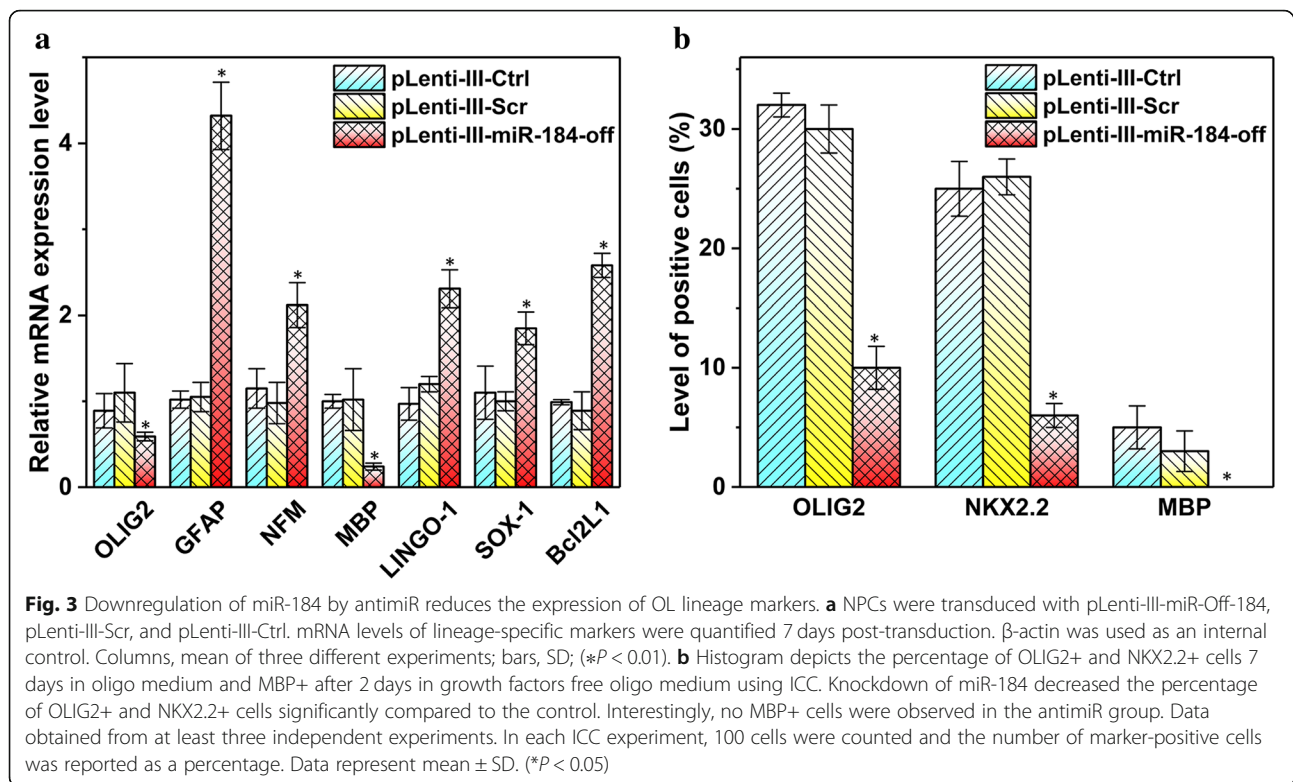 a
Relative mRNA expression level
4
2
0
pLenti-III-Ctrl
pLenti-III-Scr
pLenti-III-miR-184-off
*
*
*
*
*
*
*
OLIG2
GFAP
NFM
MBP
LINGO-1
SOX-1
Bcl2L1
b
Level of positive cells (%)
30
20
10
0
pLenti-III-Ctrl
pLenti-III-Scr
pLenti-III-miR-184-off
*
*
*
OLIG2
NKX2.2
MBP
Fig. 3 Downregulation of miR-184 by antimiR reduces the expression of OL lineage markers. a NPCs were transduced with pLenti-III-miR-Off-184,
pLenti-III-Scr, and pLenti-III-Ctrl. mRNA levels of lineage-specific markers were quantified 7 days post-transduction. β-actin was used as an internal
control. Columns, mean of three different experiments; bars, SD; (*P < 0.01). b Histogram depicts the percentage of OLIG2+ and NKX2.2+ cells 7
days in oligo medium and MBP+ after 2 days in growth factors free oligo medium using ICC. Knockdown of miR-184 decreased the percentage
of OLIG2+ and NKX2.2+ cells significantly compared to the control. Interestingly, no MBP+ cells were observed in the antimiR group. Data
obtained from at least three independent experiments. In each ICC experiment, 100 cells were counted and the number of marker-positive cells
was reported as a percentage. Data represent mean ± SD. (*P < 0.05)